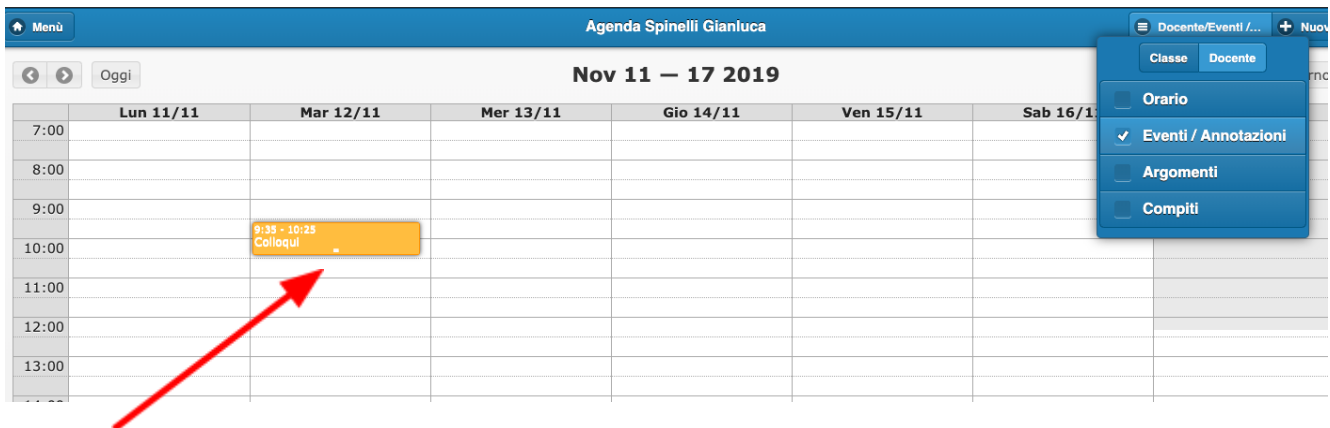 Menù
Agenda Spinelli Gianluca
Docente/Eventi /...
Nuov
Classe Docente
Oggi
Nov 11 — 17 2019
rno
Orario
Eventi / Annotazioni
Argomenti
Compiti
Lun 11/11 Mar 12/11 Mer 13/11 Gio 14/11 Ven 15/11 Sab 16/1
7:00
8:00
9:00
9:35 - 10:25
Colloqui
10:00
11:00
12:00
13:00